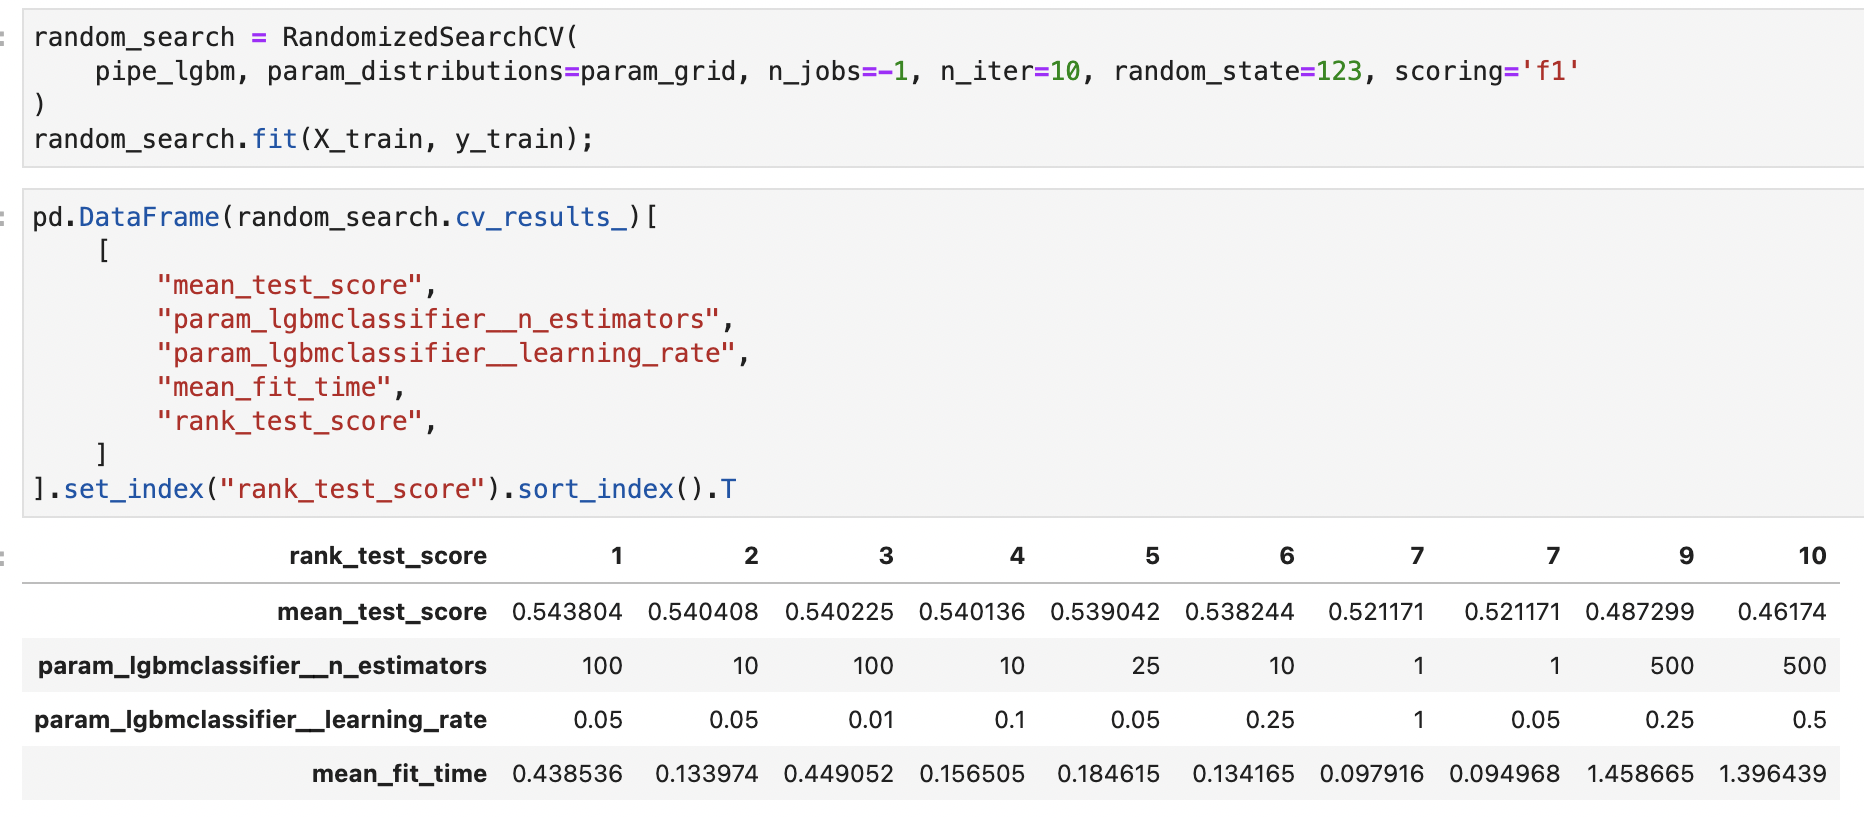 random_search = RandomizedSearchCV(
    pipe_lgbm, param_distributions=param_grid, n_jobs=-1, n_iter=10, random_state=123, scoring='f1'
)
random_search.fit(X_train, y_train);
pd.DataFrame(random_search.cv_results_)[
    [
        "mean_test_score",
        "param_lgbmclassifier__n_estimators",
        "param_lgbmclassifier__learning_rate",
        "mean_fit_time",
        "rank_test_score",
    ]
].set_index("rank_test_score").sort_index().T
rank_test_score 1 2 3 4 5 6 7 7 9 10
mean_test_score 0.543804 0.540408 0.540225 0.540136 0.539042 0.538244 0.521171 0.521171 0.487299 0.46174
param_lgbmclassifier__n_estimators 100 10 100 10 25 10 1 1 500 500
param_lgbmclassifier__learning_rate 0.05 0.05 0.01 0.1 0.05 0.25 1 0.05 0.25 0.5
mean_fit_time 0.438536 0.133974 0.449052 0.156505 0.184615 0.134165 0.097916 0.094968 1.458665 1.396439